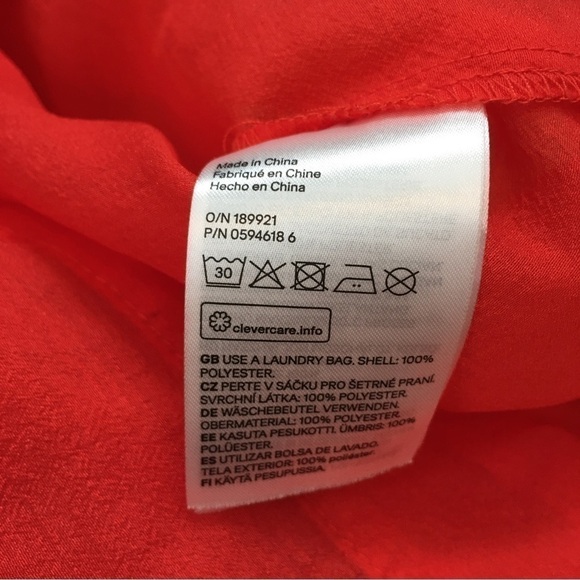 Made in China
Fabriqué en Chine
Hecho en China
O/N 189921
P/N 0594618 6
30
clevercare.info
GB USE A LAUNDRY BAG. SHELL: 100%
POLYESTER.
CZ PERTE V SÁČKU PRO ŠETRNÉ PRANÍ.
SVRCHNÍ LÁTKA: 100% POLYESTER.
DE WÄSCHEBEUTEL VERWENDEN.
OBERMATERIAL: 100% POLYESTER.
EE KASUTA PESUKOTTI. ÜMBRIS: 100%
POLÜESTER.
ES UTILIZAR BOLSA DE LAVADO.
TELA EXTERIOR: 100% poliéster.
FI KÄYTÄ PESUPUSSIA.